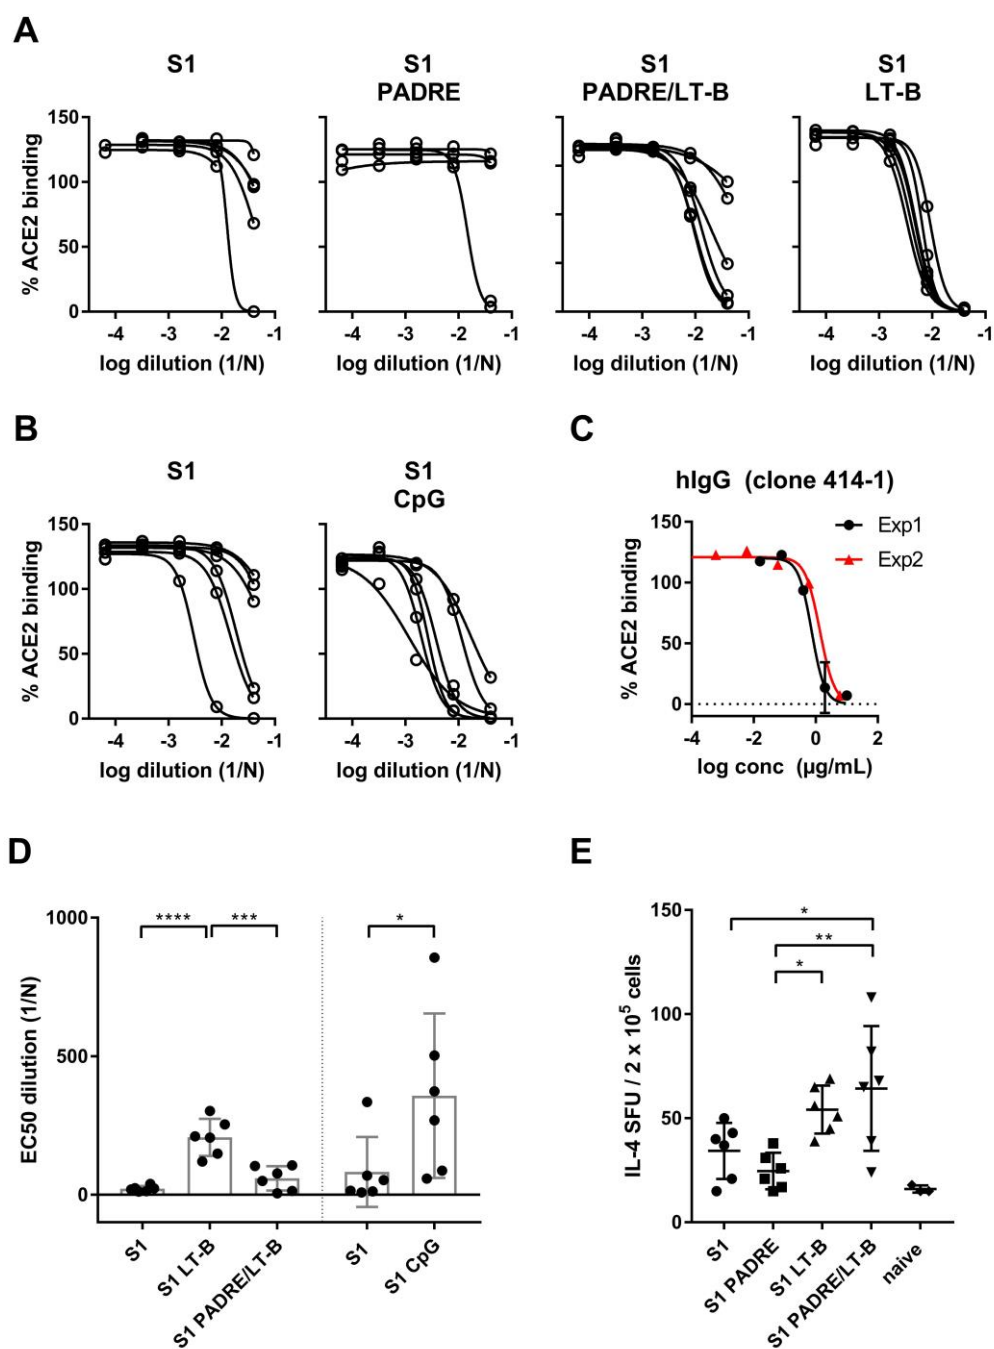 A
S1
S1
PADRE
S1
PADRE/LT-B
S1
LT-B
% ACE2 binding
150
100
50
0
-4 -3 -2 -1
-4 -3 -2 -1
-4 -3 -2 -1
-4 -3 -2 -1
log dilution (1/N)
log dilution (1/N)
log dilution (1/N)
log dilution (1/N)
B
S1
S1
CpG
% ACE2 binding
150
100
50
0
-4 -3 -2 -1
-4 -3 -2 -1
log dilution (1/N)
log dilution (1/N)
C
hIgG (clone 414-1)
Exp1
Exp2
% ACE2 binding
150
100
50
0
-4 -2 0 2
log conc (µg/mL)
D
EC50 dilution (1/N)
1000
500
0
**** *** *
S1
S1 LT-B
S1 PADRE/LT-B
S1
S1 CpG
E
IL-4 SFU / 2 x 10⁵ cells
150
100
50
0
*
**
*
S1
S1 PADRE
S1 LT-B
S1 PADRE/LT-B
naive